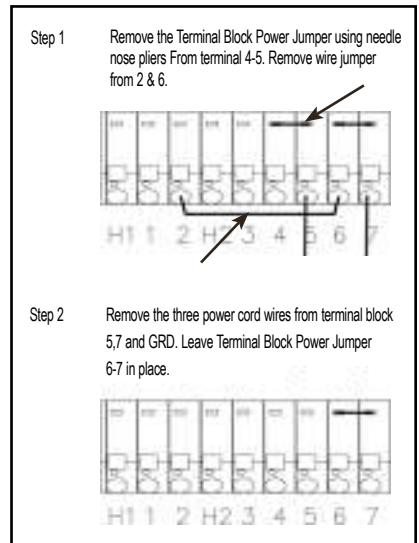 Step 1
Remove the Terminal Block Power Jumper using needle
nose pliers From terminal 4-5. Remove wire jumper
from 2 & 6.
H1 1 2 H2 3 4 5 6 7
Step 2
Remove the three power cord wires from terminal block
5,7 and GRD. Leave Terminal Block Power Jumper
6-7 in place.
H1 1 2 H2 3 4 5 6 7